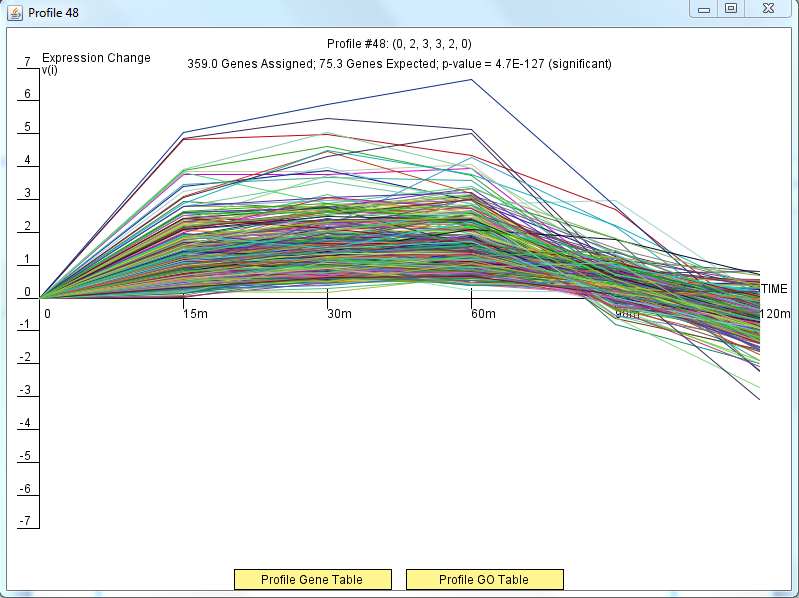 Profile 48
Profile #48: (0, 2, 3, 3, 2, 0)
359.0 Genes Assigned; 75.3 Genes Expected; p-value = 4.7E-127 (significant)
Expression Change
v(i)
7
6
5
4
3
2
1
0
-1
-2
-3
-4
-5
-6
-7
TIME
0 15m 30m 60m 90m 120m
Profile Gene Table Profile GO Table